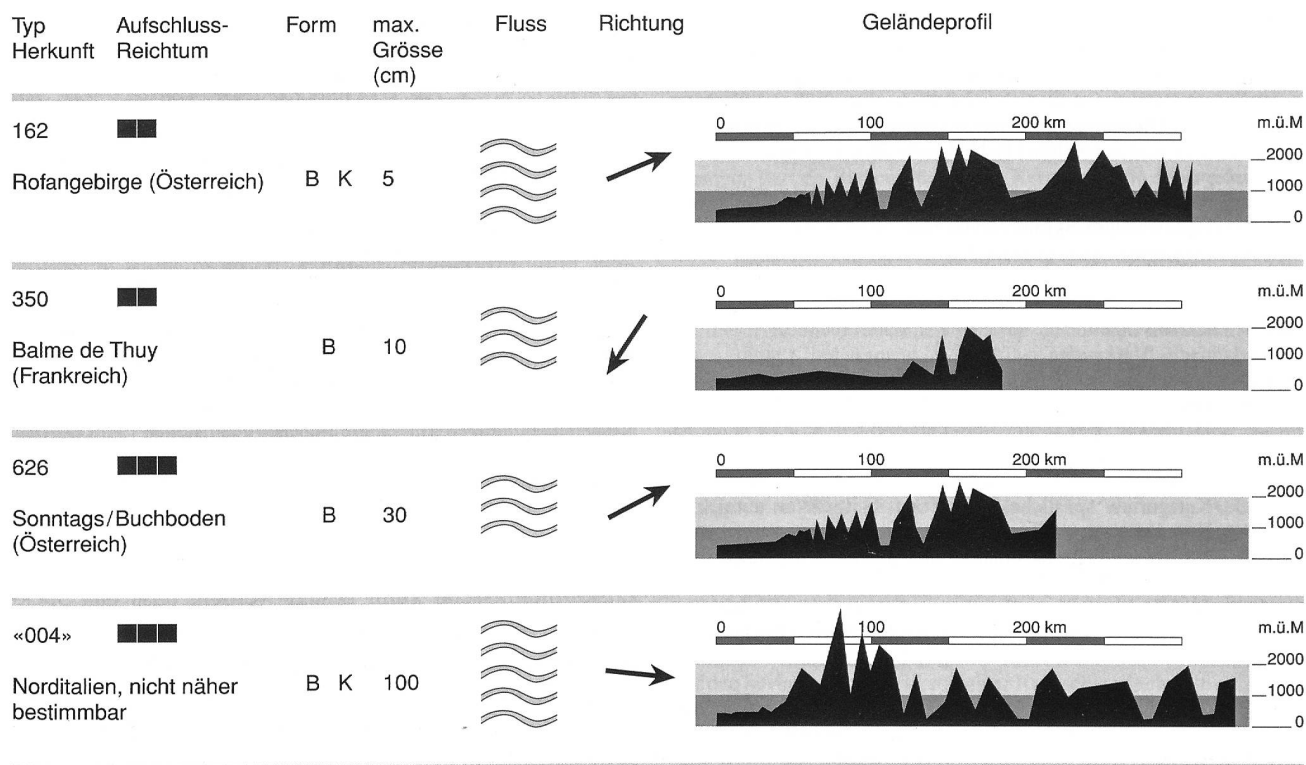 Typ Aufschluss- Form max. Fluss Richtung Geländeprofil
Herkunft Reichtum Grösse
(cm)
162 0 100 200 km m.ü.M
2000
Rofangebirge (Österreich) B K 5 1000
0
350 0 100 200 km m.ü.M
2000
Balme de Thuy B 10 1000
(Frankreich) 0
626 0 100 200 km m.ü.M
2000
Sonntags/Buchboden B 30 1000
(Österreich) 0
«004» 0 100 200 km m.ü.M
2000
Norditalien, nicht näher B K 100 1000
bestimmbar 0